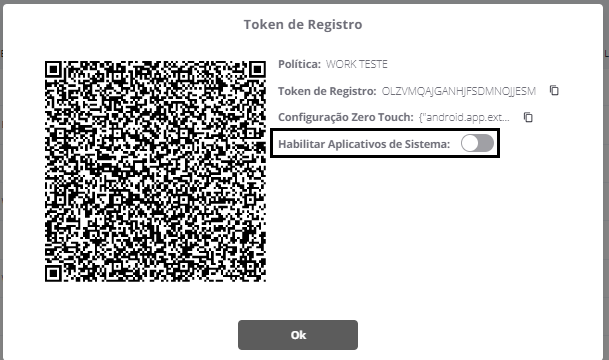 Token de Registro
Política: WORK TESTE
Token de Registro: OLZVMQAJGANHJFSDMNOJJESM
Configuração Zero Touch: {"android.app.ext...
Habilitar Aplicativos de Sistema:
Ok